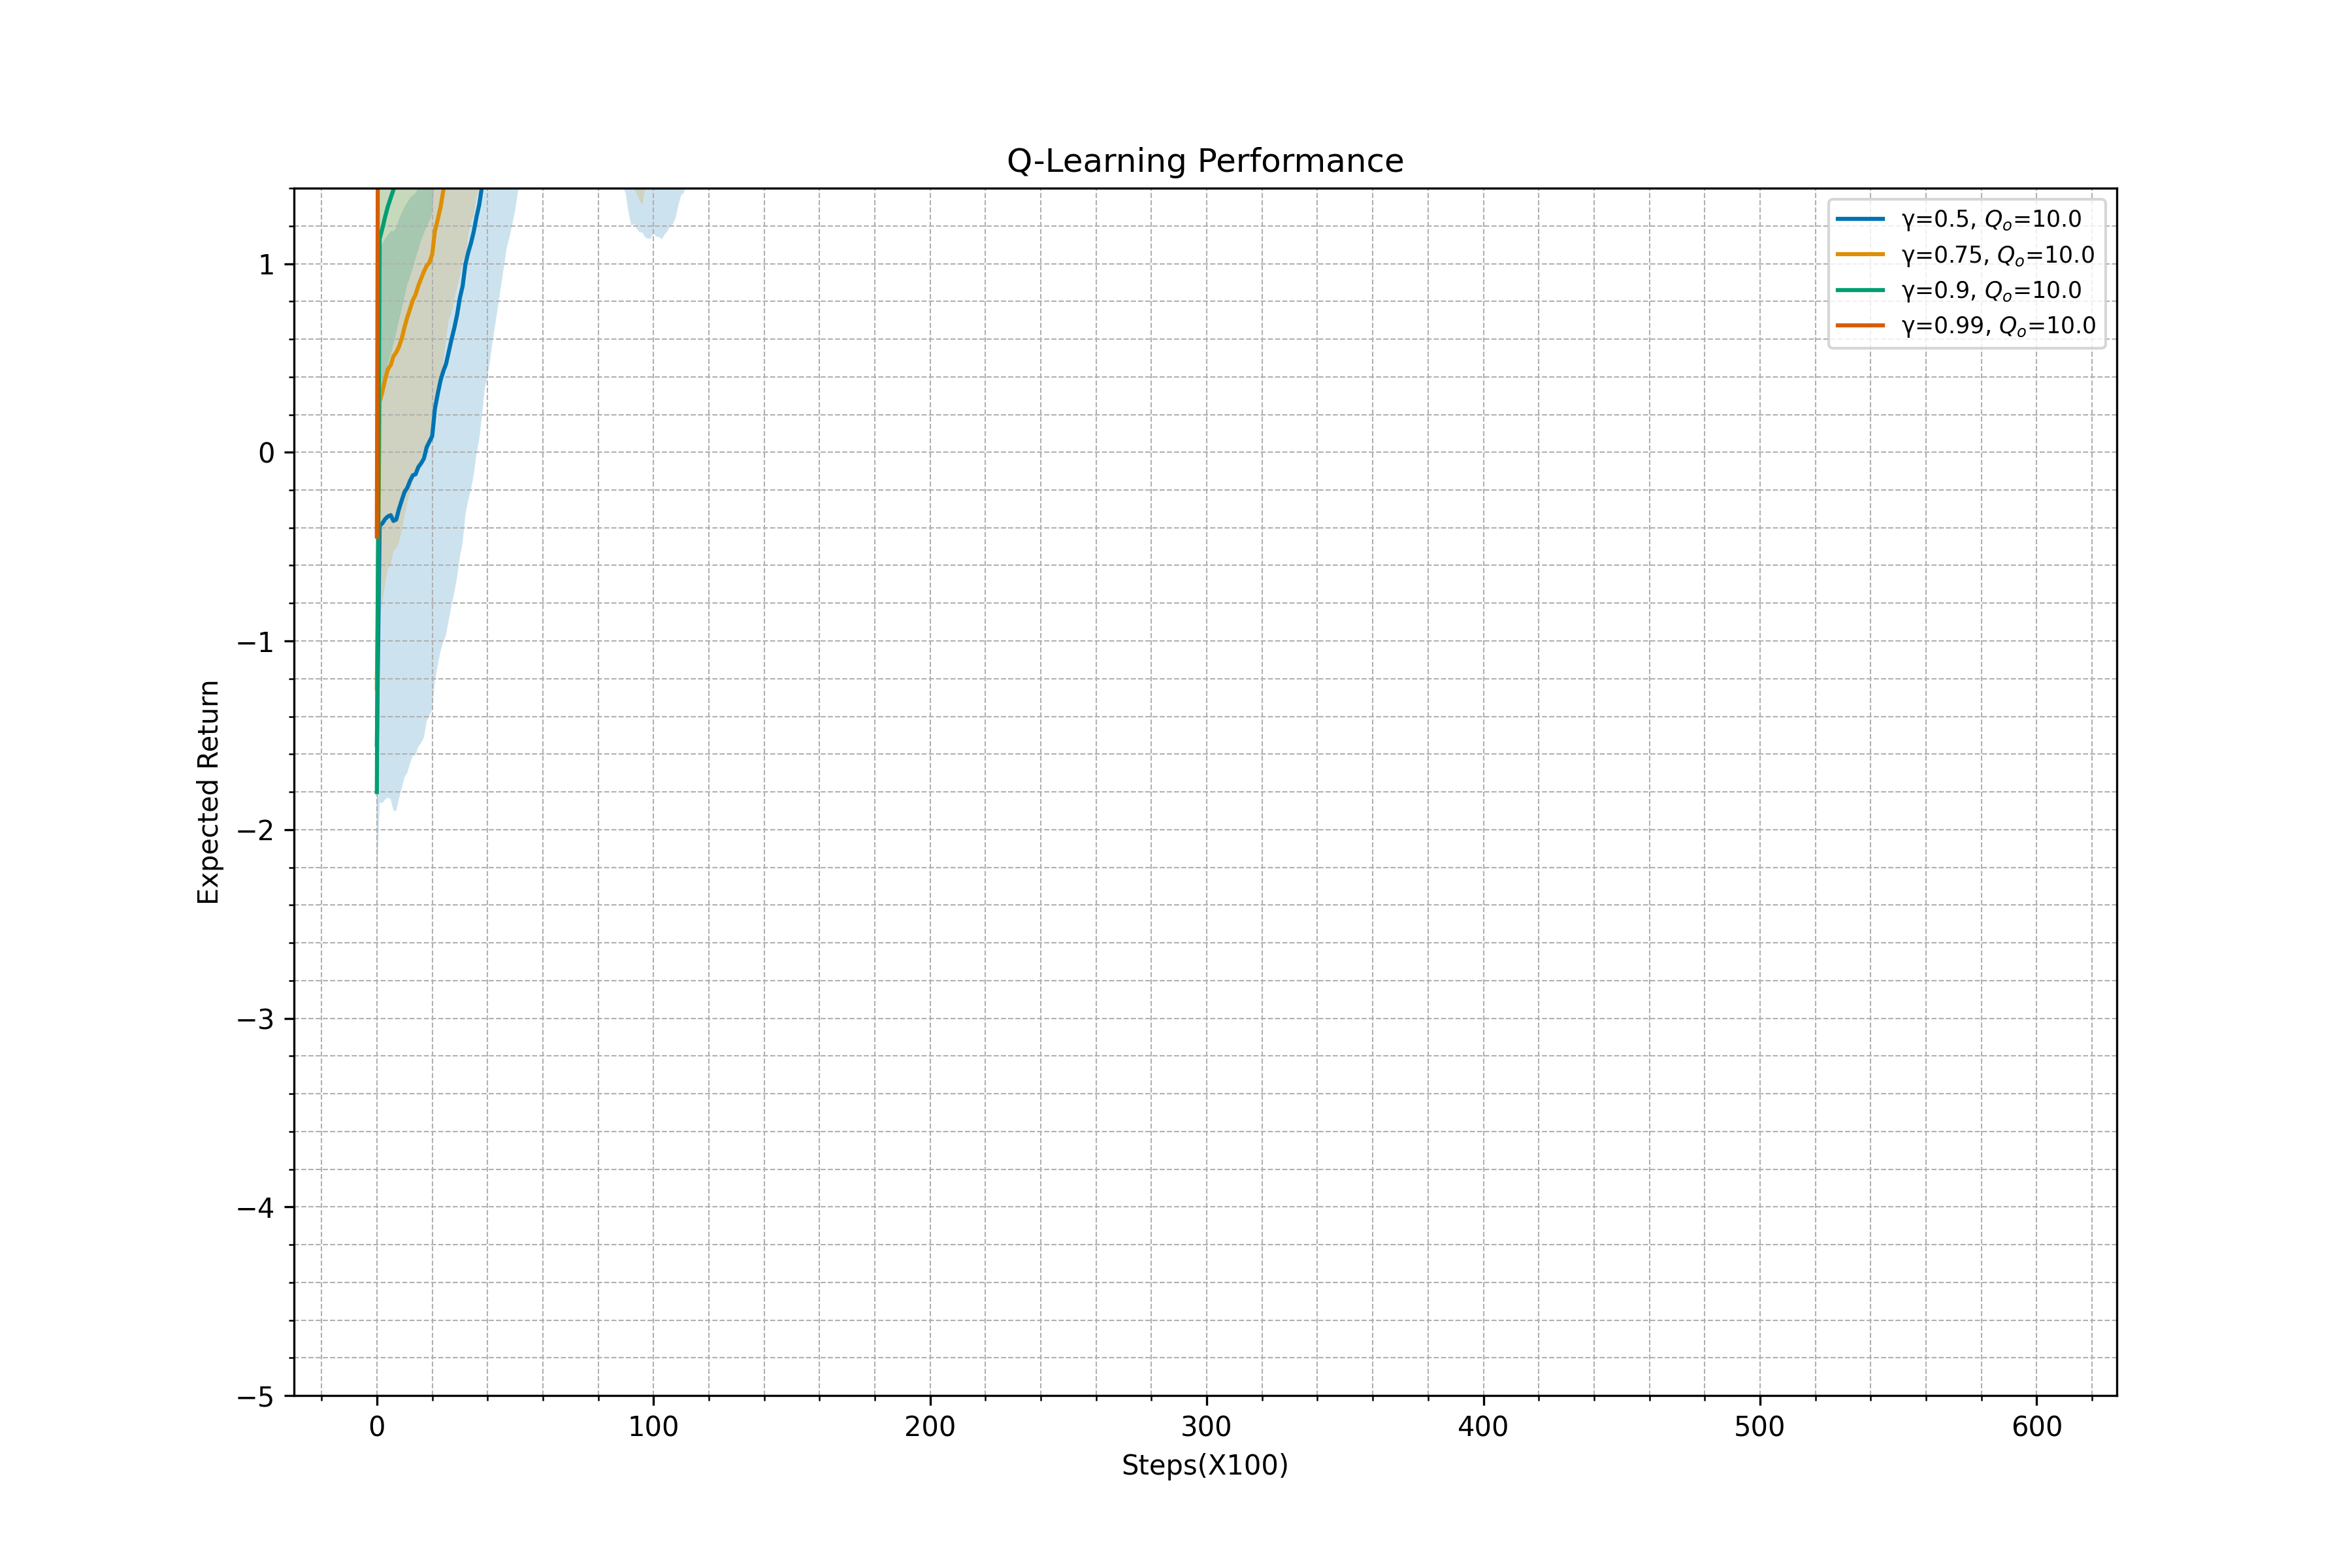 Q-Learning Performance
γ=0.5, Qₒ=10.0
γ=0.75, Qₒ=10.0
γ=0.9, Qₒ=10.0
γ=0.99, Qₒ=10.0
1
0
−1
−2
−3
−4
−5
Expected Return
0 100 200 300 400 500 600
Steps(X100)